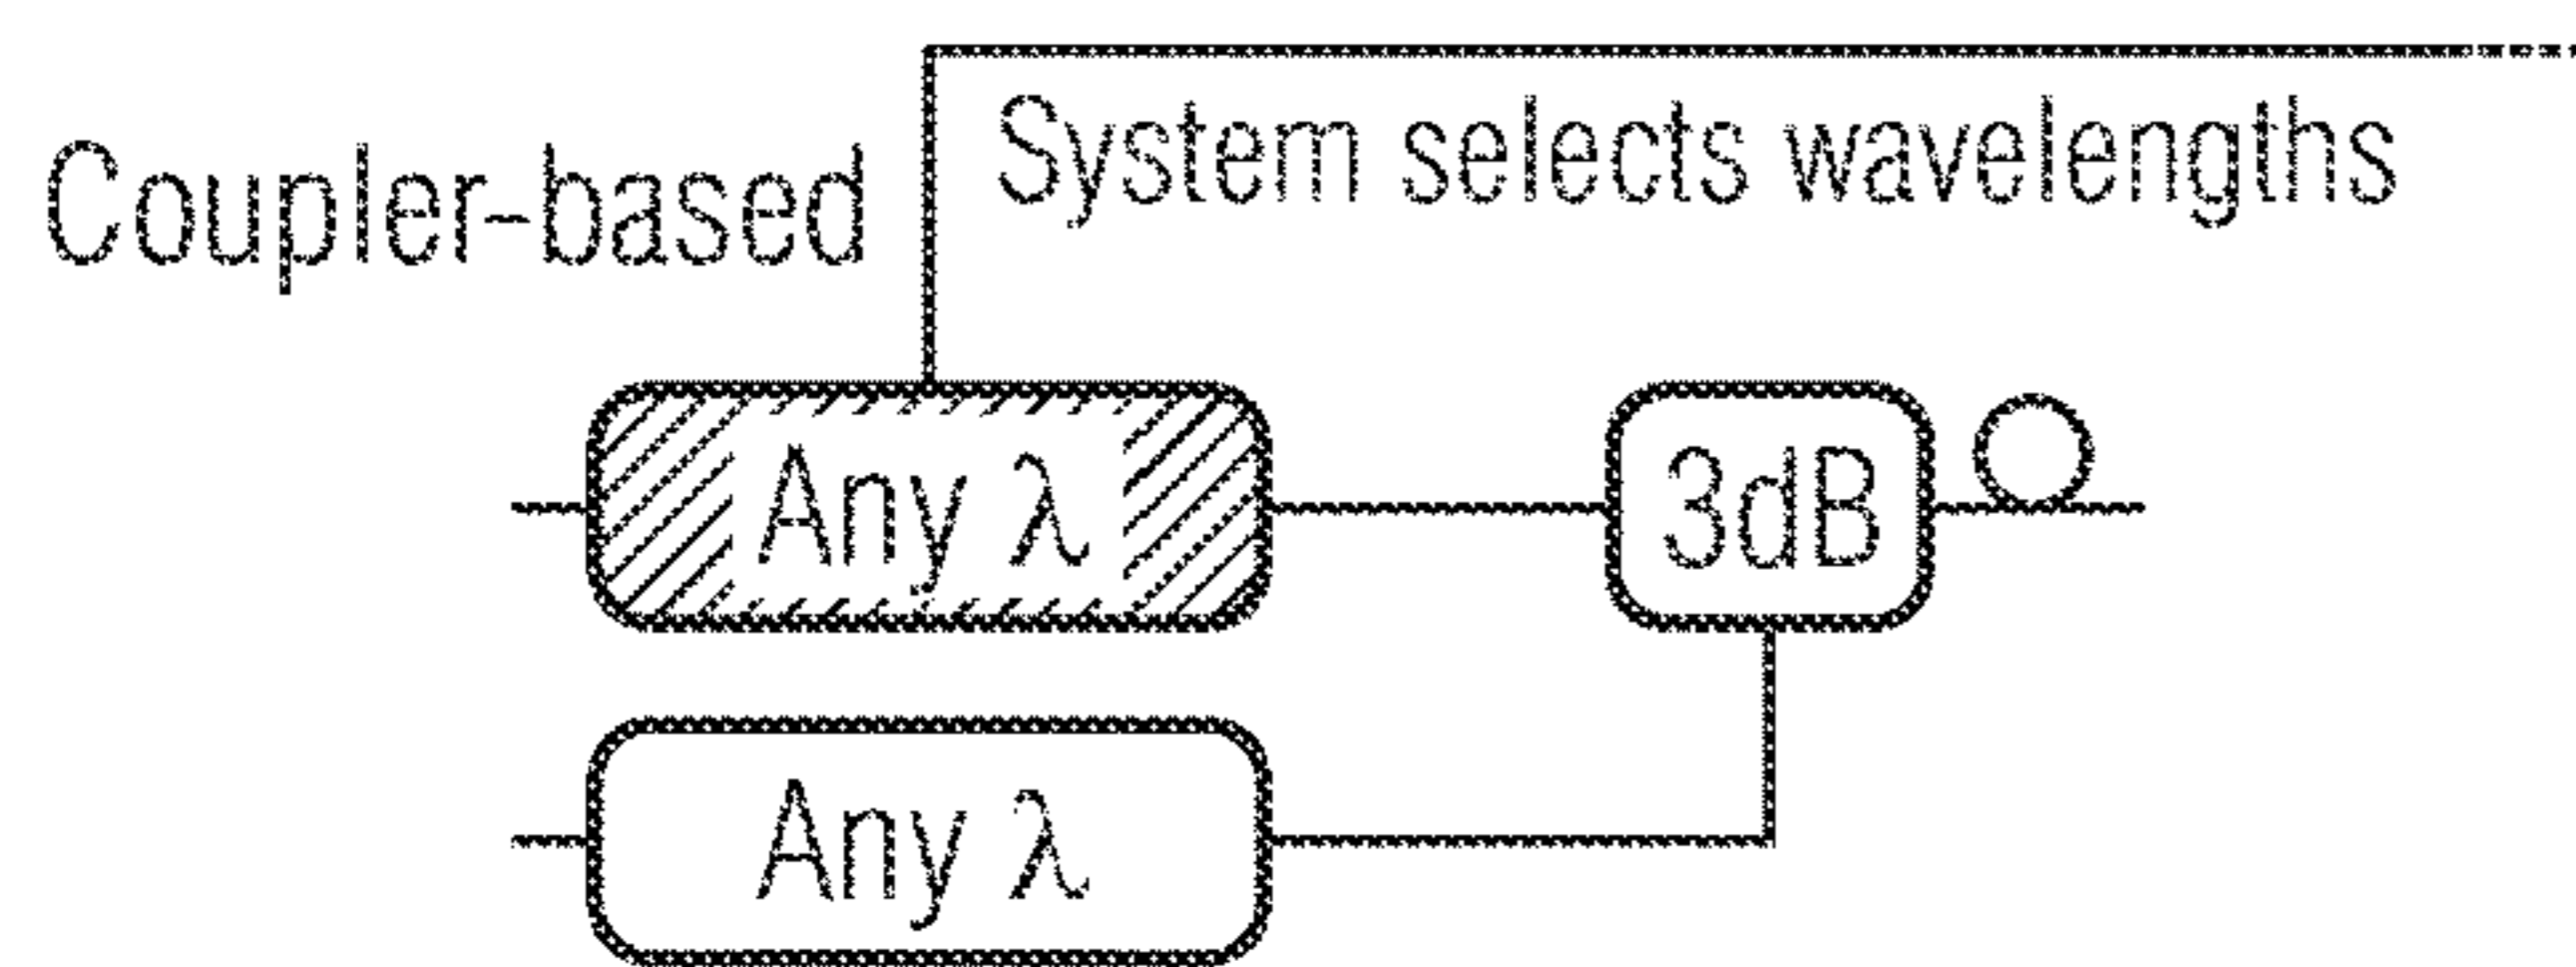 Coupler-based
System selects wavelengths
Any λ
3dB
Any λ